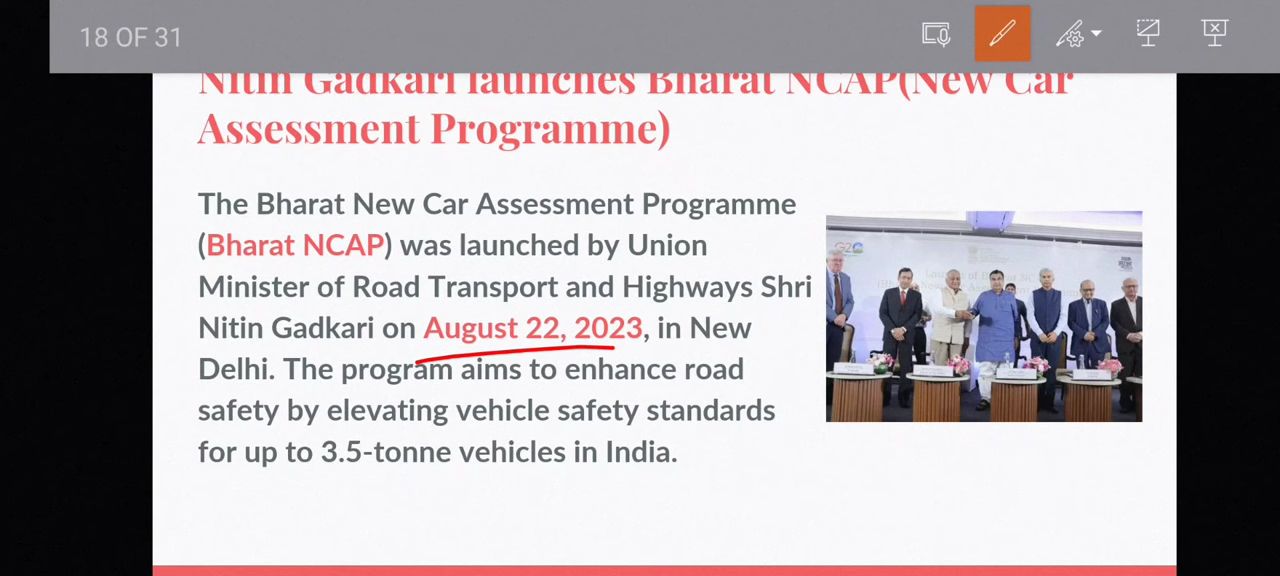 18 OF 31
Nitin Gadkari launches Bharat NCAP(New Car
Assessment Programme)
The Bharat New Car Assessment Programme
(Bharat NCAP) was launched by Union
Minister of Road Transport and Highways Shri
Nitin Gadkari on August 22, 2023, in New
Delhi. The program aims to enhance road
safety by elevating vehicle safety standards
for up to 3.5-tonne vehicles in India.
G20